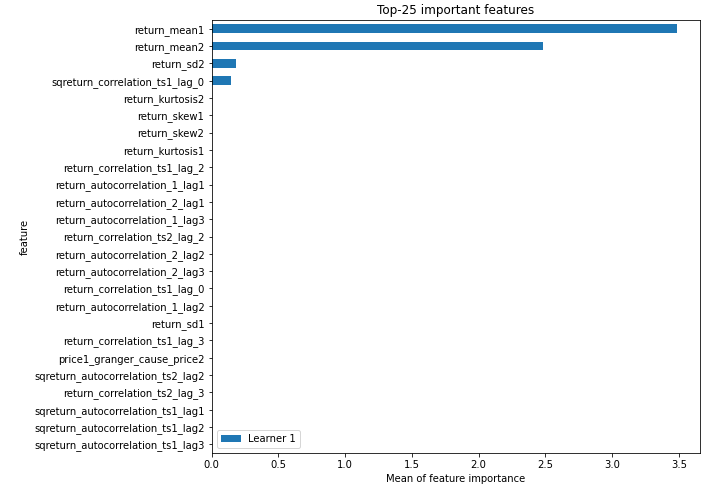 Top-25 important features
return_mean1
return_mean2
return_sd2
sqreturn_correlation_ts1_lag_0
return_kurtosis2
return_skew1
return_skew2
return_kurtosis1
return_correlation_ts1_lag_2
return_autocorrelation_1_lag1
return_autocorrelation_2_lag1
return_autocorrelation_1_lag3
return_correlation_ts2_lag_2
return_autocorrelation_2_lag2
return_autocorrelation_2_lag3
return_correlation_ts1_lag_0
return_autocorrelation_1_lag2
return_sd1
return_correlation_ts1_lag_3
price1_granger_cause_price2
sqreturn_autocorrelation_ts2_lag2
return_correlation_ts2_lag_3
sqreturn_autocorrelation_ts1_lag1
sqreturn_autocorrelation_ts1_lag2
sqreturn_autocorrelation_ts1_lag3
feature
Learner 1
0.0 0.5 1.0 1.5 2.0 2.5 3.0 3.5
Mean of feature importance